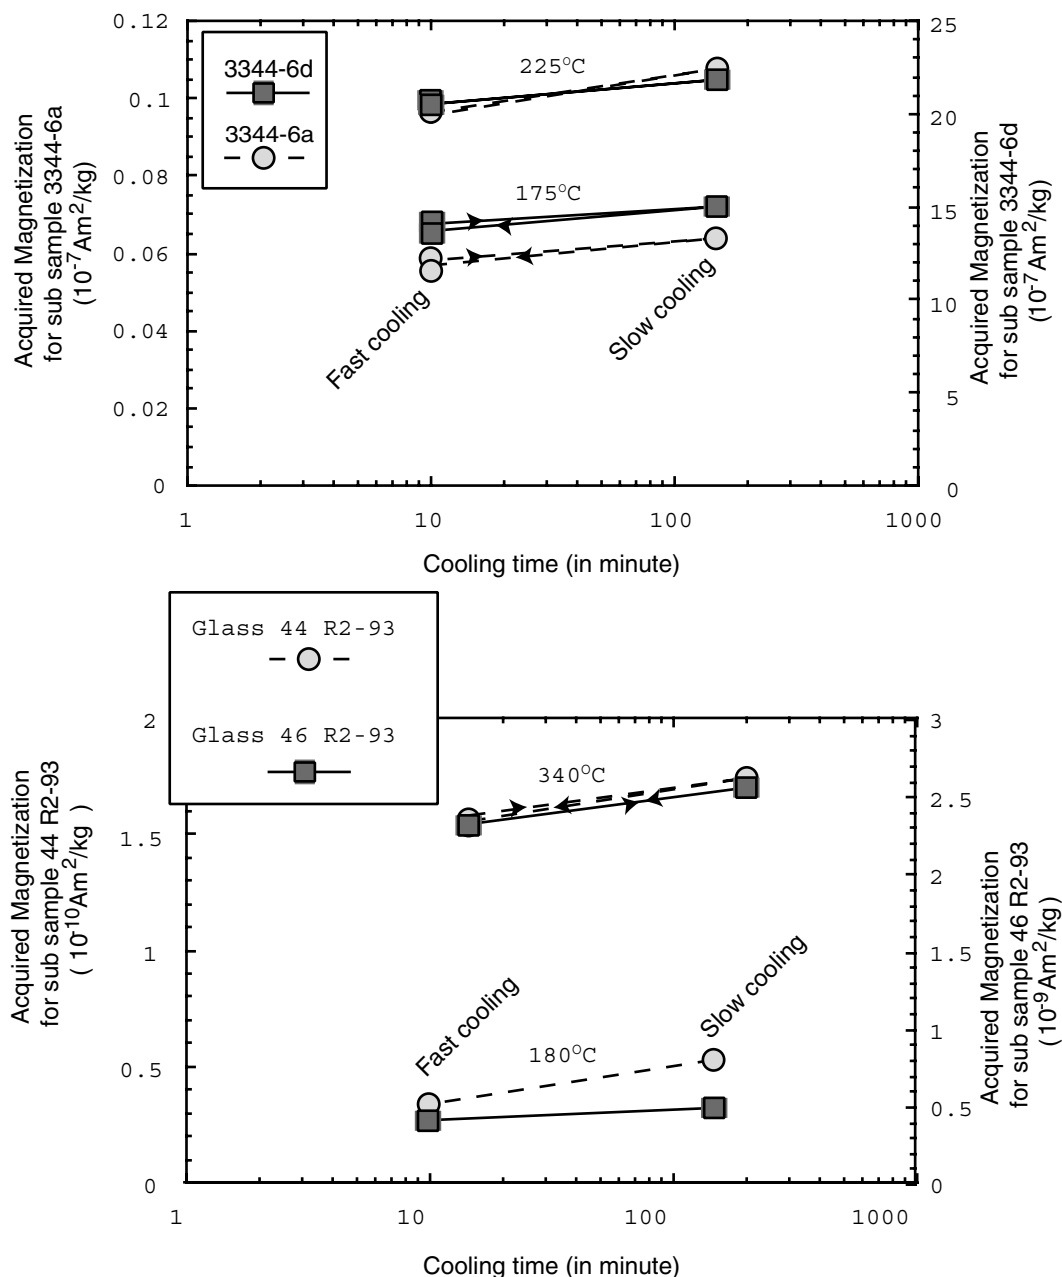 0.12
0.1
0.08
0.06
0.04
0.02
0
Acquired Magnetization
for sub sample 3344-6a
(10-7Am2/kg)
3344-6d
3344-6a
225oC
175oC
Fast cooling
Slow cooling
25
20
15
10
5
0
Acquired Magnetization
for sub sample 3344-6d
(10-7Am2/kg)
1
10
100
1000
Cooling time (in minute)
Glass 44 R2-93
Glass 46 R2-93
2
1.5
1
0.5
0
Acquired Magnetization
for sub sample 44 R2-93
( 10-10Am2/kg )
340oC
Fast cooling
180oC
Slow cooling
3
2.5
2
1.5
1
0.5
0
Acquired Magnetization
for sub sample 46 R2-93
(10-9Am2/kg)
1
10
100
1000
Cooling time (in minute)